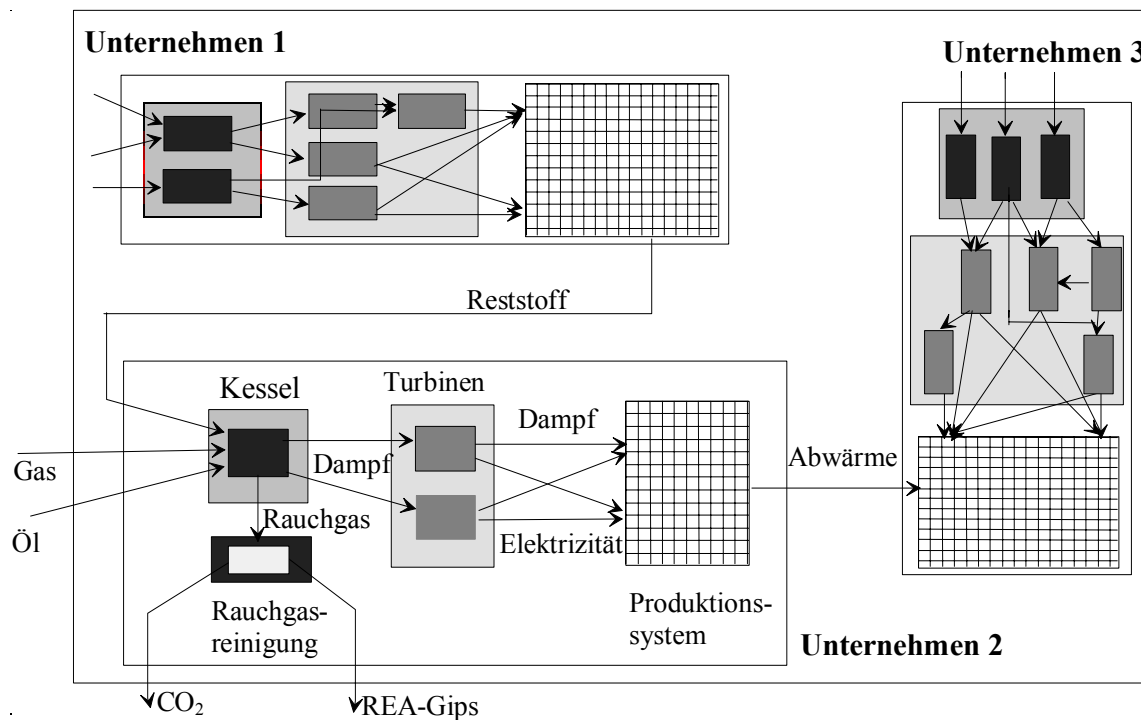 Unternehmen 1
Unternehmen 3
Reststoff
Kessel
Turbinen
Dampf
Gas
Dampf
Abwärme
Rauchgas
Öl
Elektrizität
Rauchgas-
reinigung
Produktions-
system
Unternehmen 2
CO₂
REA-Gips